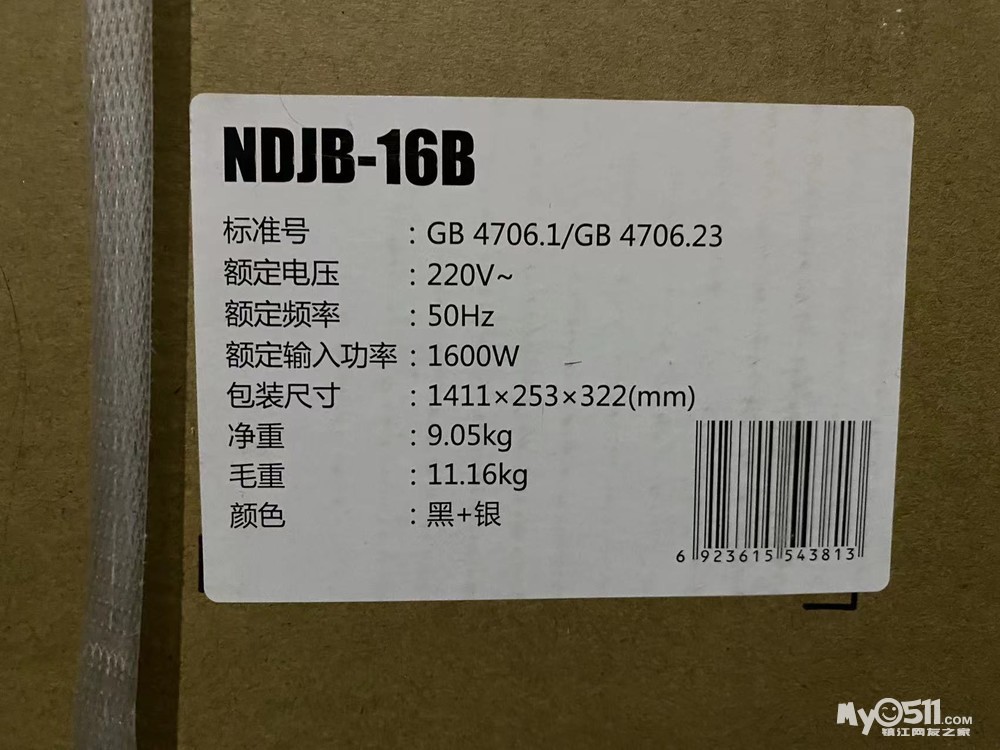 NDJB-16B
标准号 : GB 4706.1/GB 4706.23
额定电压 : 220V~
额定频率 : 50Hz
额定输入功率 : 1600W
包装尺寸 : 1411×253×322(mm)
净重 : 9.05kg
毛重 : 11.16kg
颜色 : 黑+银
6 923615 543813
My0511.COM
镇江网友之家